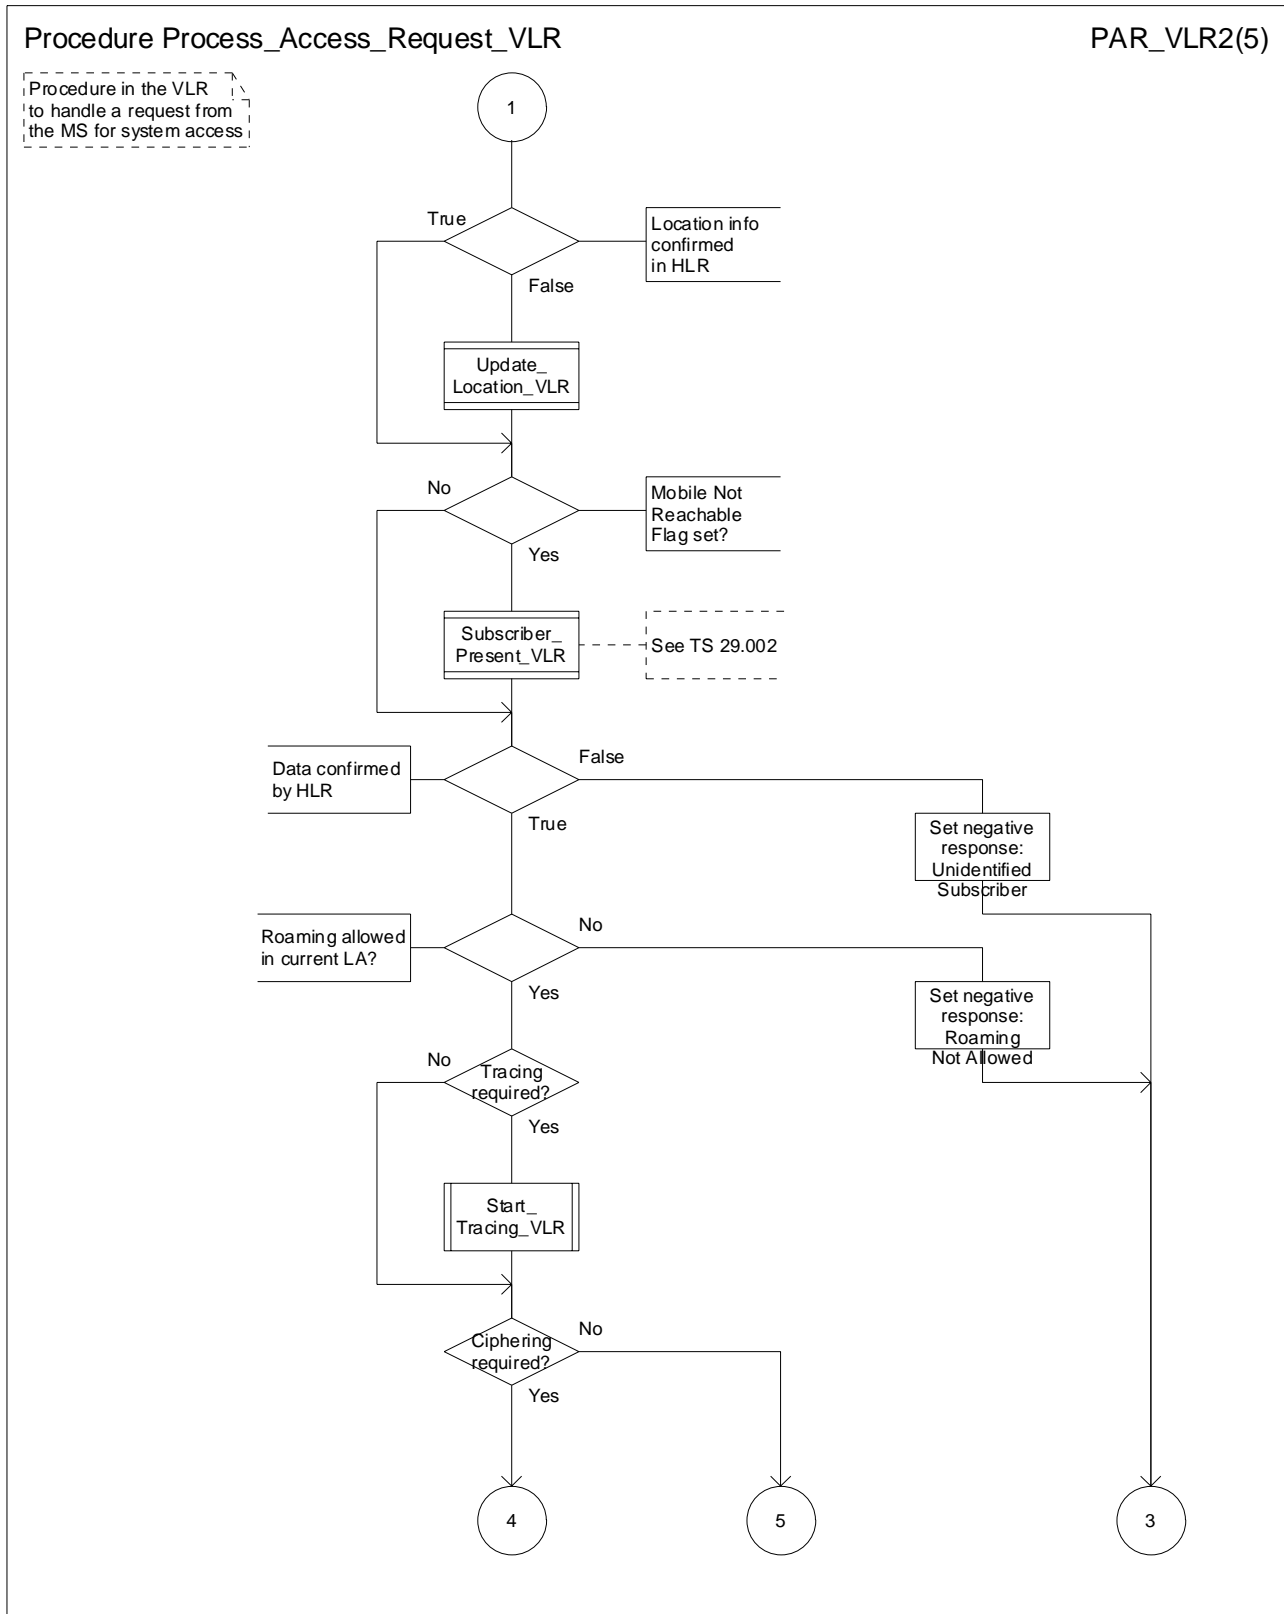 Procedure Process_Access_Request_VLR
PAR_VLR2(5)
Procedure in the VLR
to handle a request from
the MS for system access
1
True
Location info
confirmed
in HLR
False
Update_
Location_VLR
No
Mobile Not
Reachable
Flag set?
Yes
Subscriber_
Present_VLR
See TS 29.002
Data confirmed
by HLR
False
True
Set negative
response:
Unidentified
Subscriber
Roaming allowed
in current LA?
No
Yes
Set negative
response:
Roaming
Not Allowed
No
Tracing
required?
Yes
Start_
Tracing_VLR
Ciphering
required?
No
Yes
4
5
3